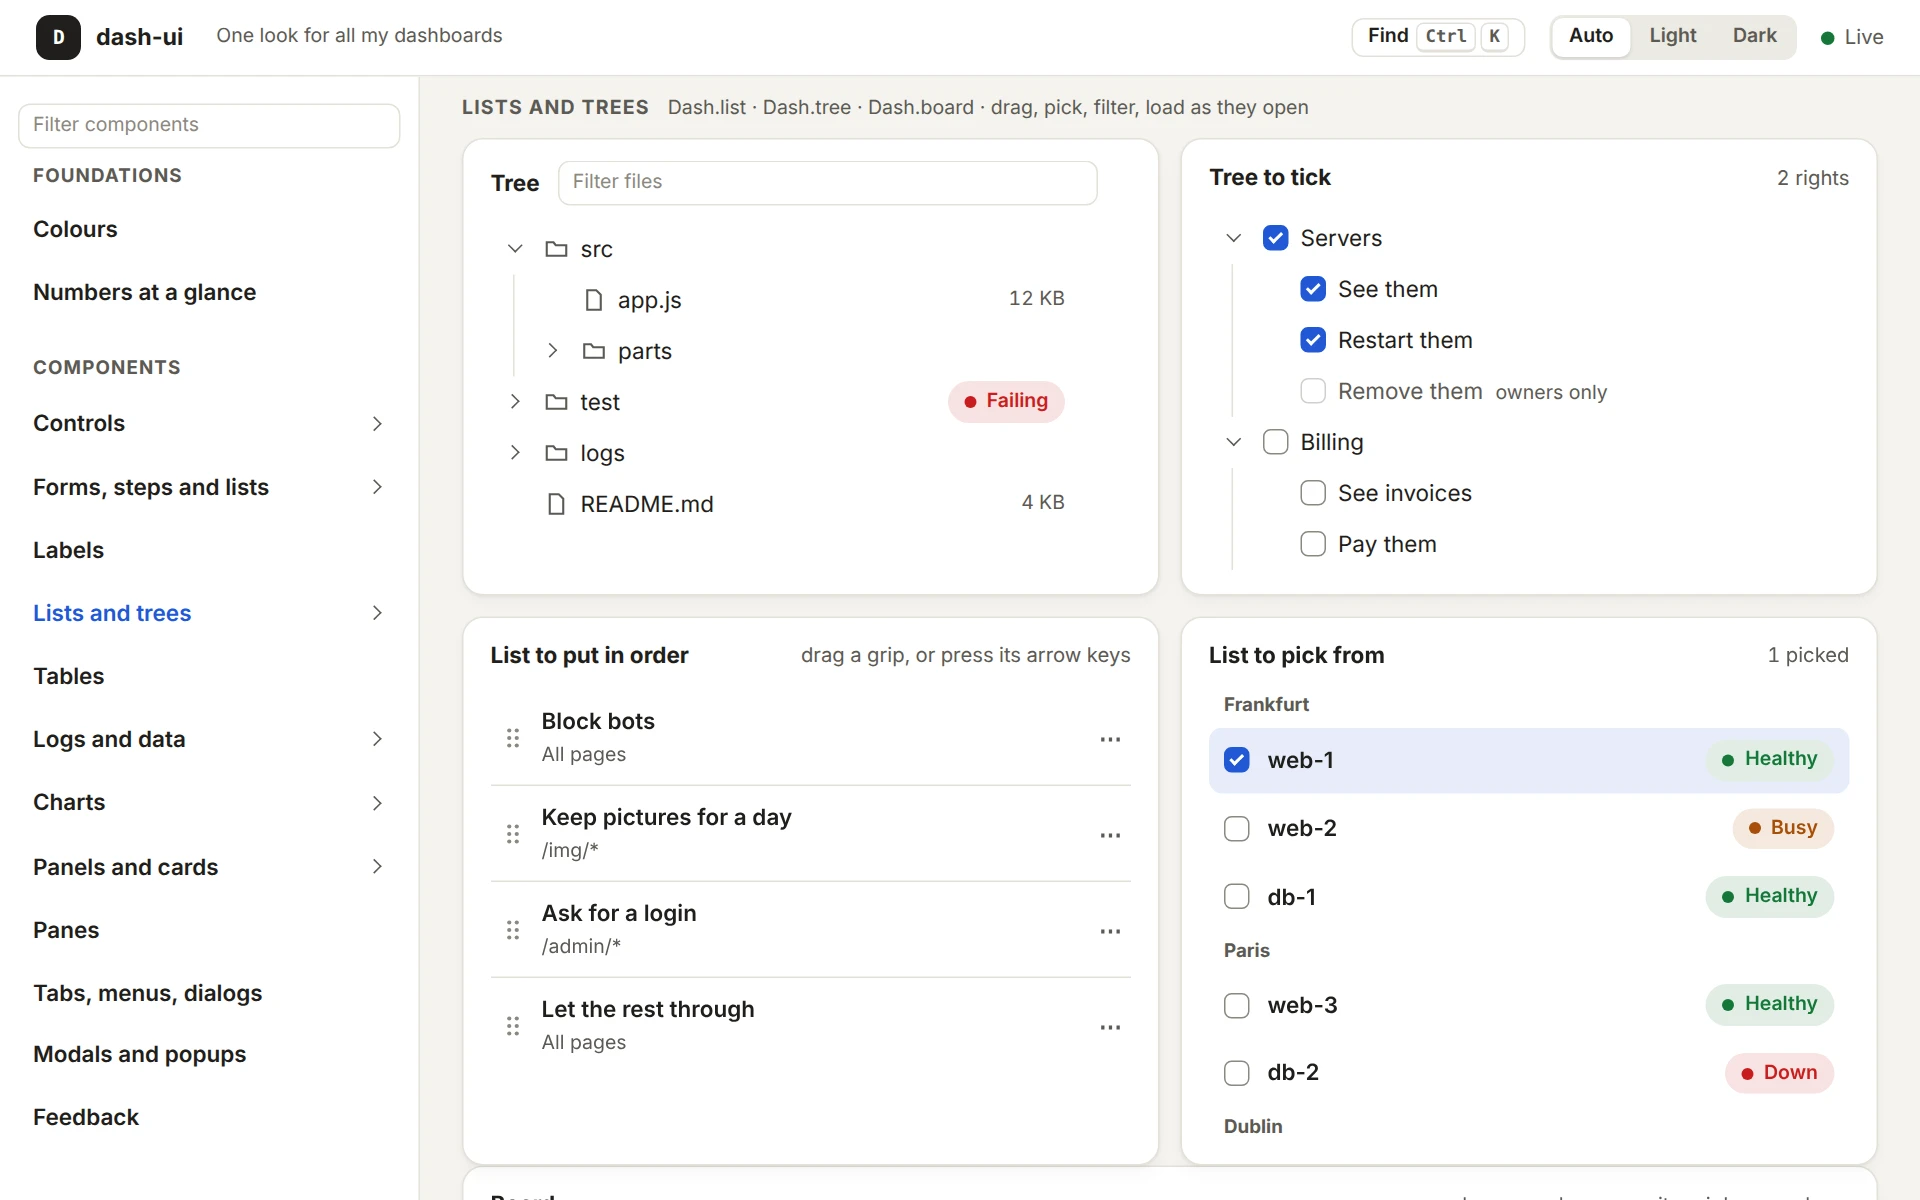 D dash-ui One look for all my dashboards Find Ctrl K Auto Light Dark Live
Filter components
FOUNDATIONS
Colours
Numbers at a glance
COMPONENTS
Controls
Forms, steps and lists
Labels
Lists and trees
Tables
Logs and data
Charts
Panels and cards
Panes
Tabs, menus, dialogs
Modals and popups
Feedback
LISTS AND TREES Dash.list · Dash.tree · Dash.board · drag, pick, filter, load as they open
Tree Filter files
src
app.js 12 KB
parts
test Failing
logs
README.md 4 KB
Tree to tick 2 rights
Servers
See them
Restart them
Remove them owners only
Billing
See invoices
Pay them
List to put in order drag a grip, or press its arrow keys
Block bots
All pages
Keep pictures for a day
/img/*
Ask for a login
/admin/*
Let the rest through
All pages
List to pick from 1 picked
Frankfurt
web-1 Healthy
web-2 Busy
db-1 Healthy
Paris
web-3 Healthy
db-2 Down
Dublin